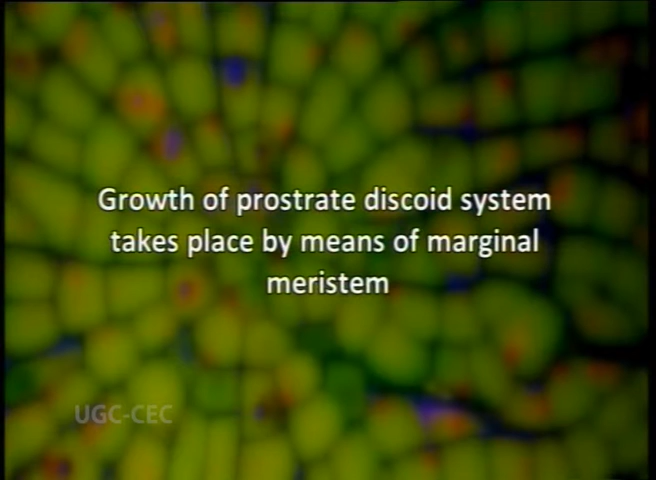 Growth of prostrate discoid system
takes place by means of marginal
meristem
UGC-CEC